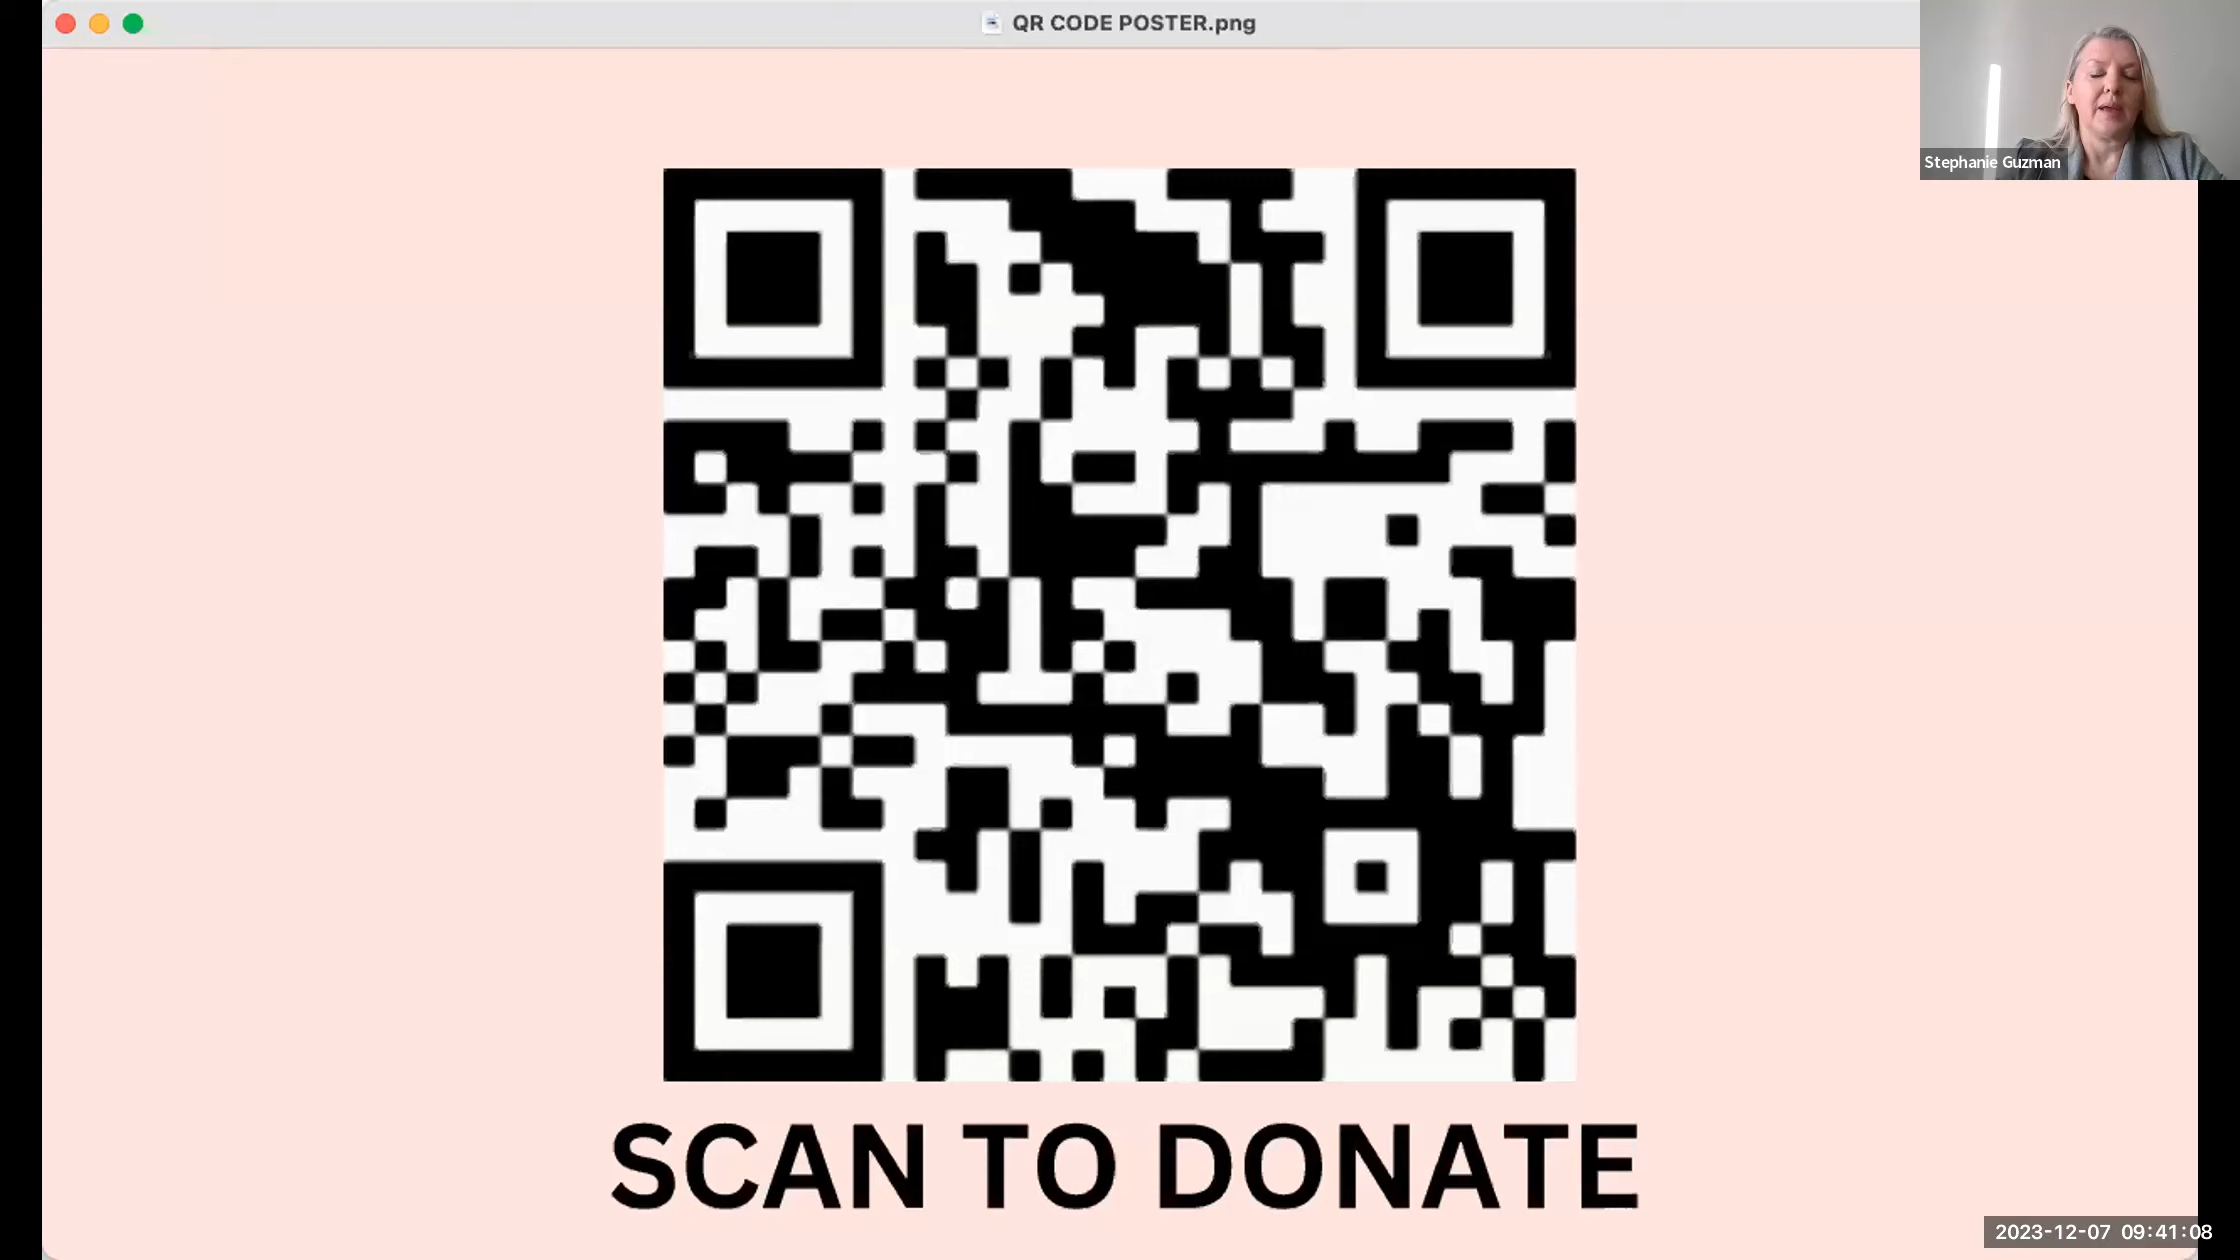 QR CODE POSTER.png
Stephanie Guzman
SCAN TO DONATE
2023-12-07 09:41:08